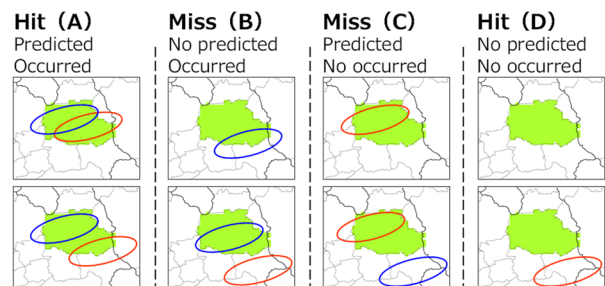 Hit（A）
Predicted
Occurred
Miss（B）
No predicted
Occurred
Miss（C）
Predicted
No occurred
Hit（D）
No predicted
No occurred